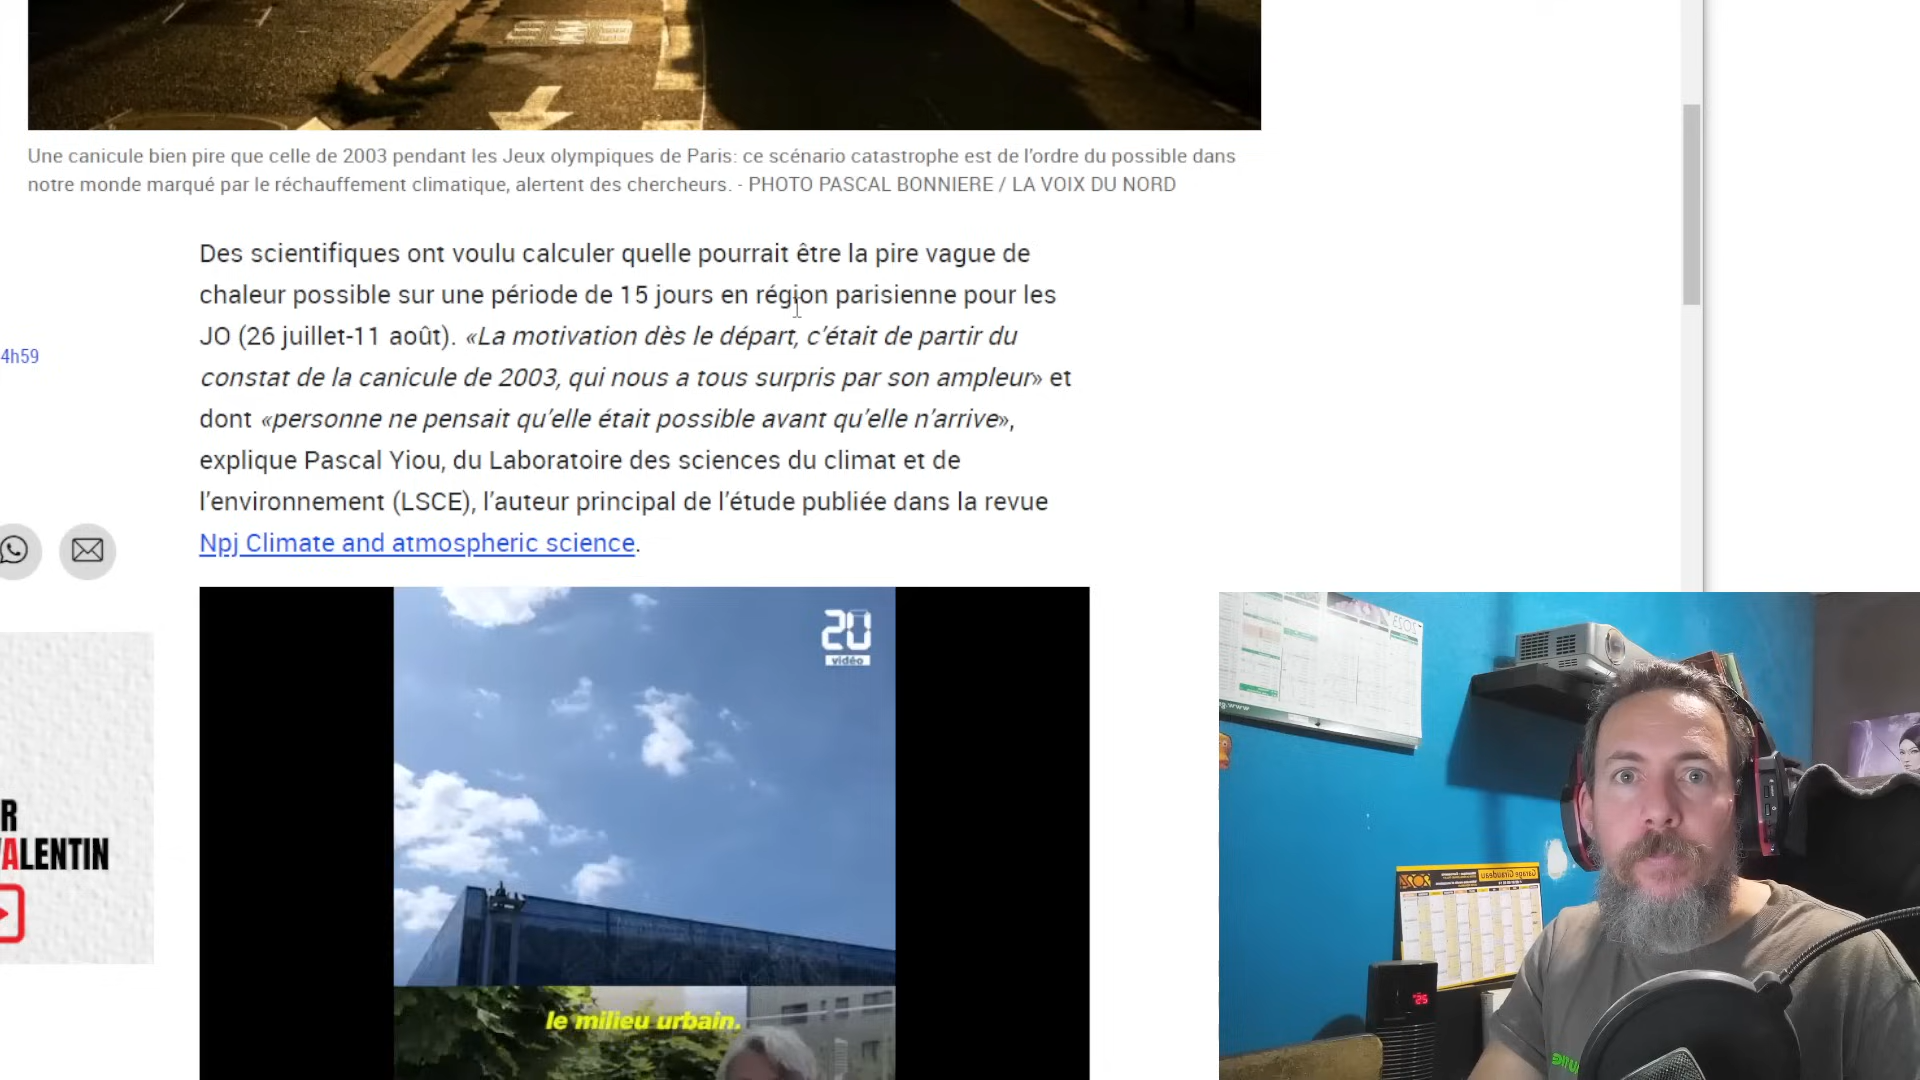 Une canicule bien pire que celle de 2003 pendant les Jeux olympiques de Paris: ce scénario catastrophe est de l’ordre du possible dans
notre monde marqué par le réchauffement climatique, alertent des chercheurs. - PHOTO PASCAL BONNIERE / LA VOIX DU NORD
Des scientifiques ont voulu calculer quelle pourrait être la pire vague de
chaleur possible sur une période de 15 jours en région parisienne pour les
JO (26 juillet-11 août). «La motivation dès le départ, c’était de partir du
constat de la canicule de 2003, qui nous a tous surpris par son ampleur» et
dont «personne ne pensait qu’elle était possible avant qu’elle n’arrive»,
explique Pascal Yiou, du Laboratoire des sciences du climat et de
l’environnement (LSCE), l’auteur principal de l’étude publiée dans la revue
Npj Climate and atmospheric science.
4h59
R
VALENTIN
20
vidéo
le milieu urbain.
2023
Garage Giraudeau